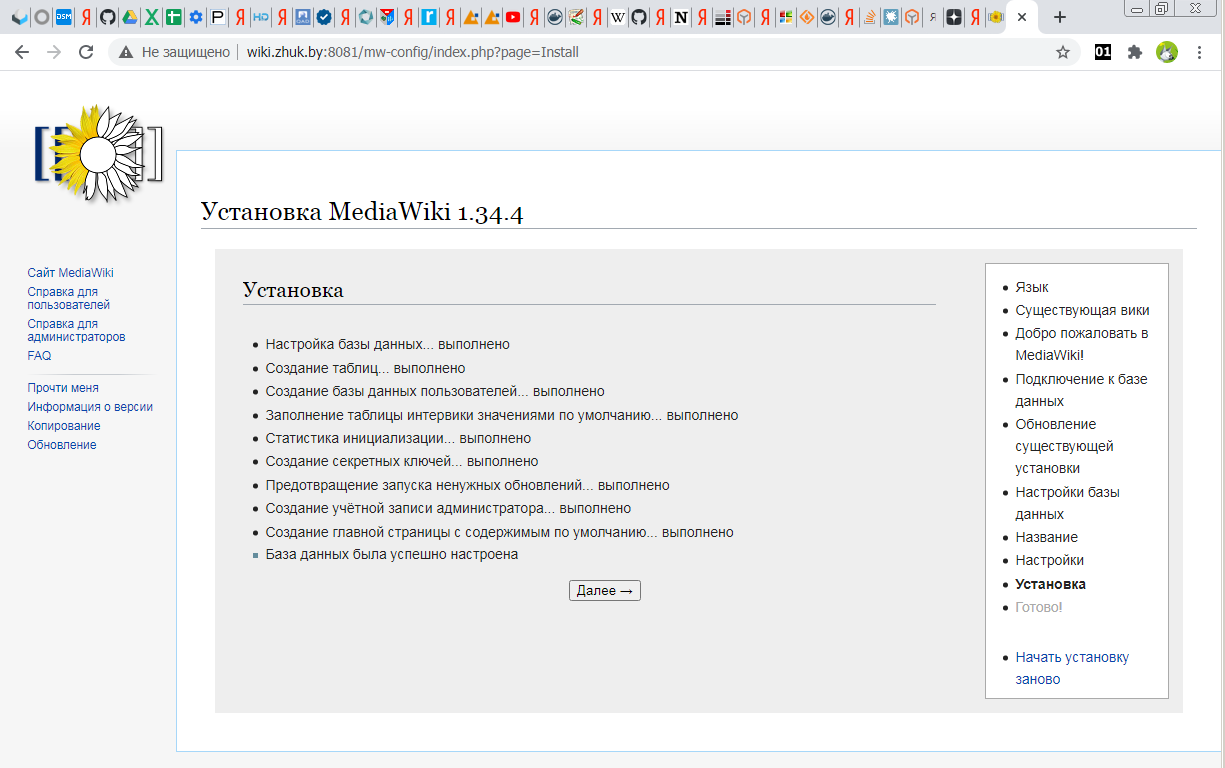 Не защищено
wiki.zhuk.by:8081/mw-config/index.php?page=Install
01
Сайт MediaWiki
Справка для
пользователей
Справка для
администраторов
FAQ
Прочти меня
Информация о версии
Копирование
Обновление
Установка MediaWiki 1.34.4
Установка
Настройка базы данных... выполнено
Создание таблиц... выполнено
Создание базы данных пользователей... выполнено
Заполнение таблицы интервики значениями по умолчанию... выполнено
Статистика инициализации... выполнено
Создание секретных ключей... выполнено
Предотвращение запуска ненужных обновлений... выполнено
Создание учётной записи администратора... выполнено
Создание главной страницы с содержимым по умолчанию... выполнено
База данных была успешно настроена
Далее →
Язык
Существующая вики
Добро пожаловать в
MediaWiki!
Подключение к базе
данных
Обновление
существующей
установки
Настройки базы
данных
Название
Настройки
Установка
Готово!
Начать установку
заново